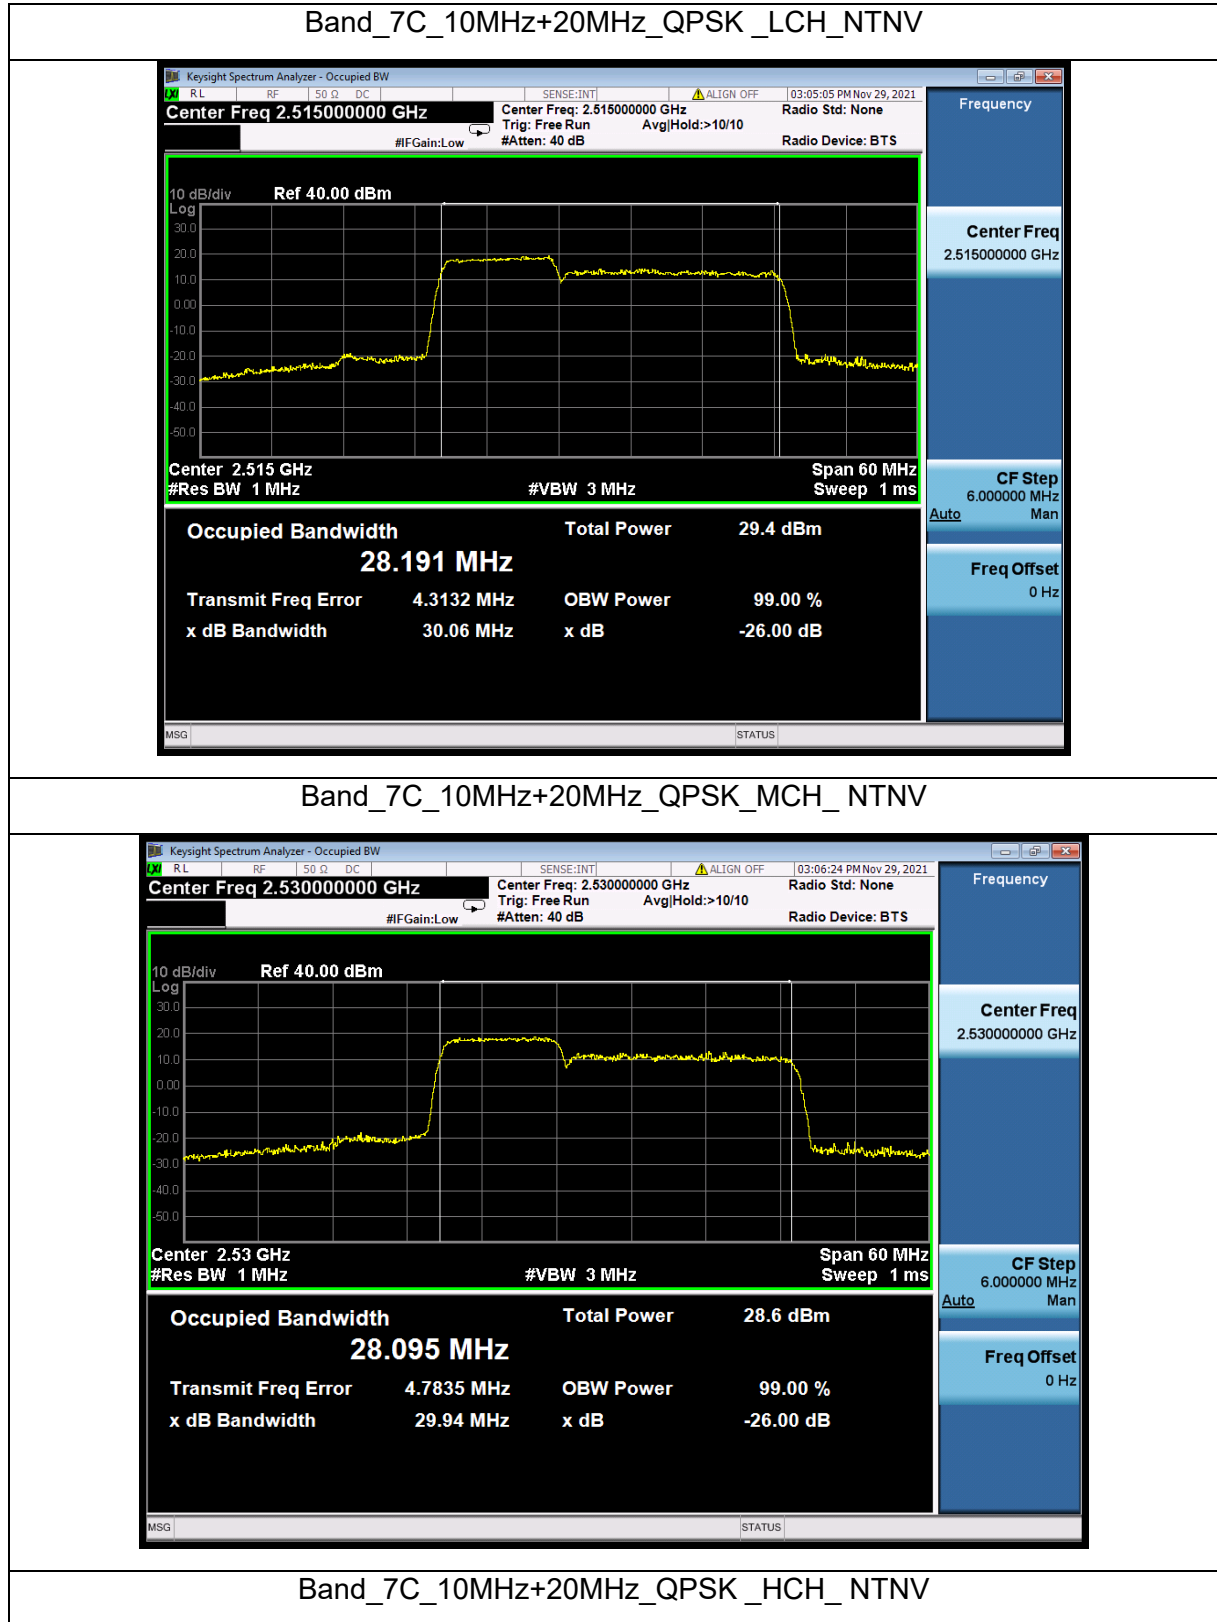 Band_7C_10MHz+20MHz_QPSK _LCH_NTNV
Keysight Spectrum Analyzer - Occupied BW
LXI RL RF 50 Ω DC SENSE:INT ALIGN OFF 03:05:05 PM Nov 29, 2021
Center Freq 2.515000000 GHz
Center Freq: 2.515000000 GHz
Radio Std: None
Trig: Free Run Avg|Hold:>10/10
#IFGain:Low #Atten: 40 dB Radio Device: BTS
Frequency
10 dB/div Ref 40.00 dBm
Log
30.0
20.0
10.0
0.00
-10.0
-20.0
-30.0
-40.0
-50.0
Center 2.515 GHz Span 60 MHz
#Res BW 1 MHz #VBW 3 MHz Sweep 1 ms
Center Freq
2.515000000 GHz
CF Step
6.000000 MHz
Auto Man
Freq Offset
0 Hz
Occupied Bandwidth Total Power 29.4 dBm
28.191 MHz
Transmit Freq Error 4.3132 MHz OBW Power 99.00 %
x dB Bandwidth 30.06 MHz x dB -26.00 dB
MSG STATUS
Band_7C_10MHz+20MHz_QPSK_MCH_ NTNV
Keysight Spectrum Analyzer - Occupied BW
LXI RL RF 50 Ω DC SENSE:INT ALIGN OFF 03:06:24 PM Nov 29, 2021
Center Freq 2.530000000 GHz
Center Freq: 2.530000000 GHz
Radio Std: None
Trig: Free Run Avg|Hold:>10/10
#IFGain:Low #Atten: 40 dB Radio Device: BTS
Frequency
10 dB/div Ref 40.00 dBm
Log
30.0
20.0
10.0
0.00
-10.0
-20.0
-30.0
-40.0
-50.0
Center 2.53 GHz Span 60 MHz
#Res BW 1 MHz #VBW 3 MHz Sweep 1 ms
Center Freq
2.530000000 GHz
CF Step
6.000000 MHz
Auto Man
Freq Offset
0 Hz
Occupied Bandwidth Total Power 28.6 dBm
28.095 MHz
Transmit Freq Error 4.7835 MHz OBW Power 99.00 %
x dB Bandwidth 29.94 MHz x dB -26.00 dB
MSG STATUS
Band_7C_10MHz+20MHz_QPSK _HCH_ NTNV